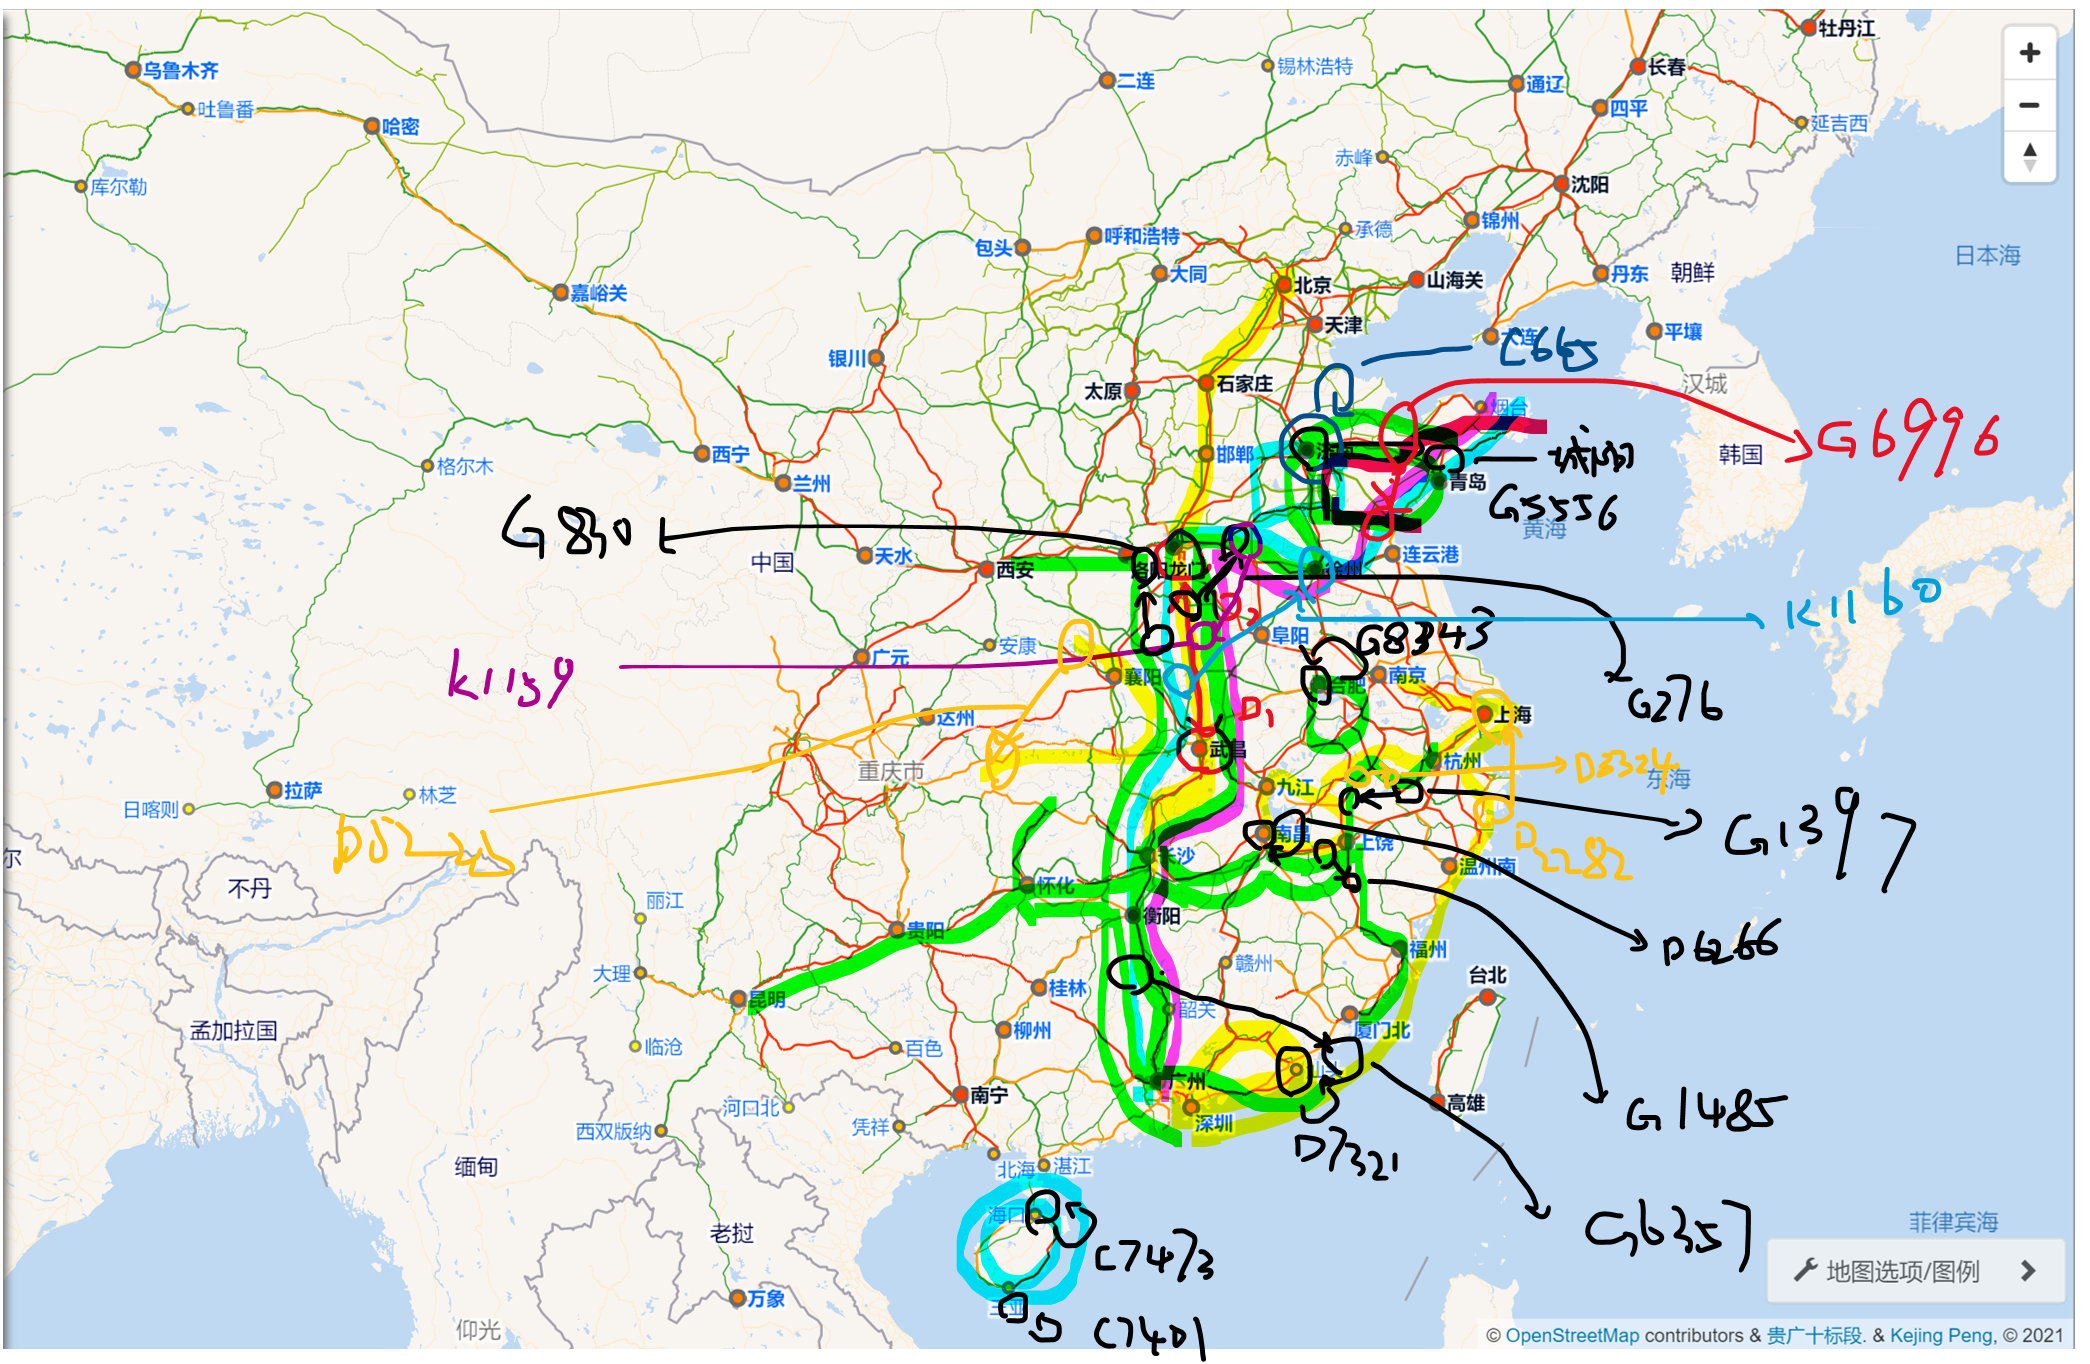 牡丹江
乌鲁木齐
吐鲁番
哈密
库尔勒
二连
锡林浩特
通辽
长春
四平
延吉西
赤峰
沈阳
锦州
承德
包头
呼和浩特
大同
北京
山海关
丹东
朝鲜
日本海
嘉峪关
天津
大连
平壤
C665
银川
太原
石家庄
汉城
烟台
G6996
西宁
邯郸
韩国
格尔木
兰州
青岛
G5556
黄海
G830
中国
天水
西安
洛阳龙门
徐州
连云港
K1160
安康
阜阳
G8343
广元
K1159
襄阳
合肥
南京
G276
达州
D1
上海
武昌
重庆市
杭州
D3324
东海
拉萨
林芝
日喀则
九江
G1397
南昌
上饶
D2282
长沙
温州南
尔
不丹
怀化
丽江
衡阳
贵阳
福州
D6266
大理
赣州
台北
昆明
桂林
韶关
孟加拉国
柳州
厦门北
临沧
百色
广州
南宁
高雄
河口北
深圳
G1485
西双版纳
凭祥
D7321
缅甸
北海
湛江
海口
G6357
菲律宾海
老挝
C7473
地图选项/图例
万象
三亚
仰光
C7401
© OpenStreetMap contributors & 贵广十标段. & Kejing Peng, © 2021